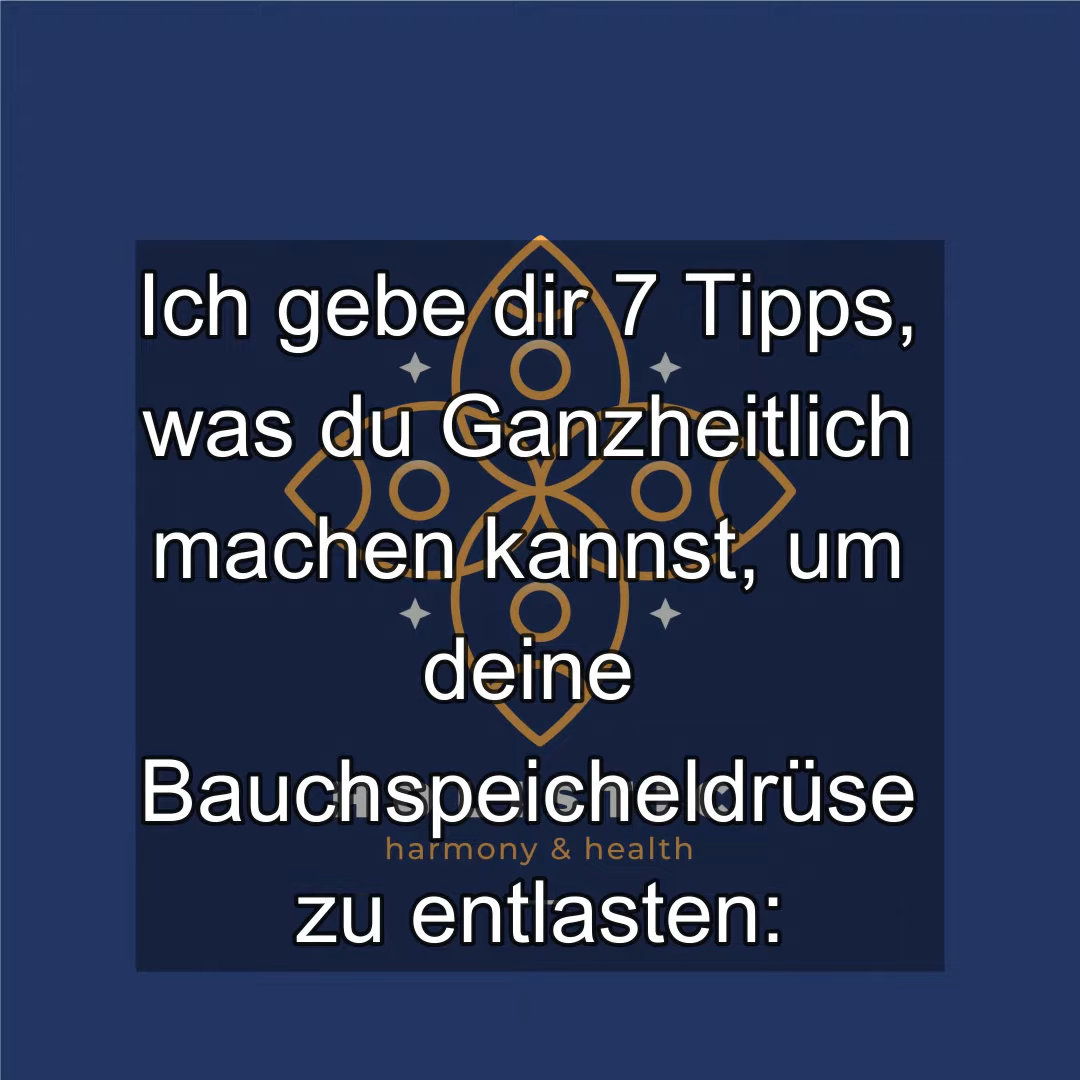 Ich gebe dir 7 Tipps,
was du Ganzheitlich
machen kannst, um
deine
Bauchspeicheldrüse
harmony & health
zu entlasten: